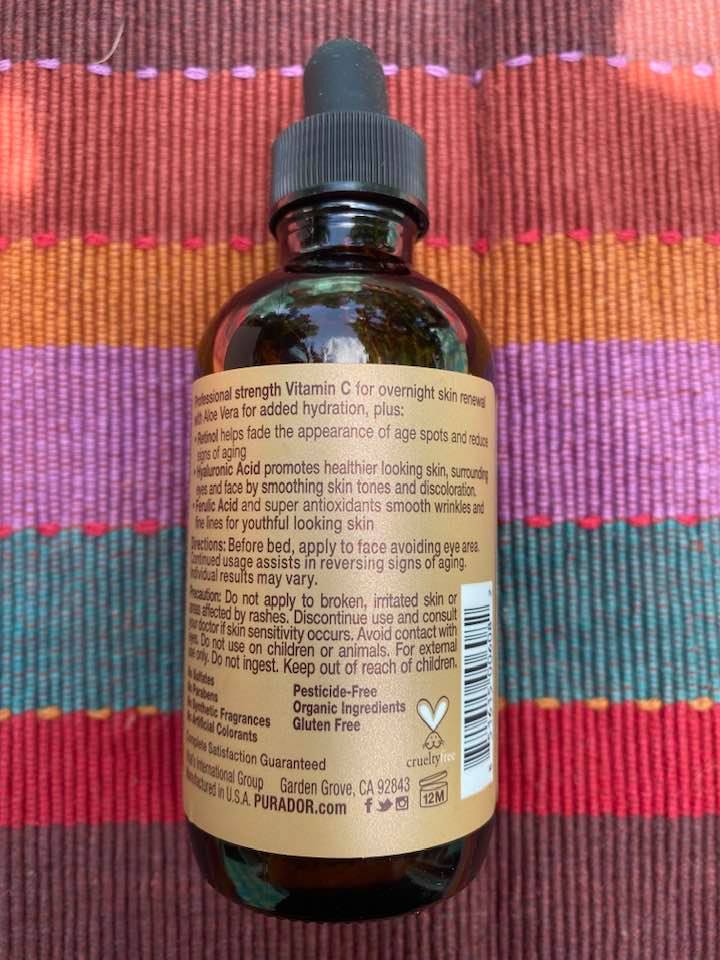 Professional strength Vitamin C for overnight skin renewal
with Aloe Vera for added hydration, plus:
• Retinol helps fade the appearance of age spots and reduce
signs of aging
• Hyaluronic Acid promotes healthier looking skin, surrounding
eyes and face by smoothing skin tones and discoloration.
• Ferulic Acid and super antioxidants smooth wrinkles and
fine lines for youthful looking skin
Directions: Before bed, apply to face avoiding eye area.
Continued usage assists in reversing signs of aging.
Individual results may vary.
Precaution: Do not apply to broken, irritated skin or
areas affected by rashes. Discontinue use and consult
your doctor if skin sensitivity occurs. Avoid contact with
eyes. Do not use on children or animals. For external
use only. Do not ingest. Keep out of reach of children.
No Sulfates
No Parabens
No Synthetic Fragrances
No Artificial Colorants
Pesticide-Free
Organic Ingredients
Gluten Free
crueltyfree
Complete Satisfaction Guaranteed
International Group Garden Grove, CA 92843
Manufactured in U.S.A. PURADOR.com
12M